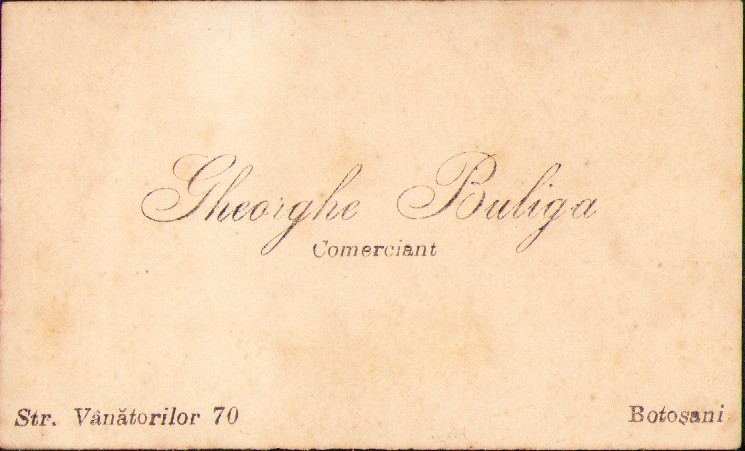 Gheorghe Buliga
Comerciant
Str. Vânătorilor 70
Botoșani